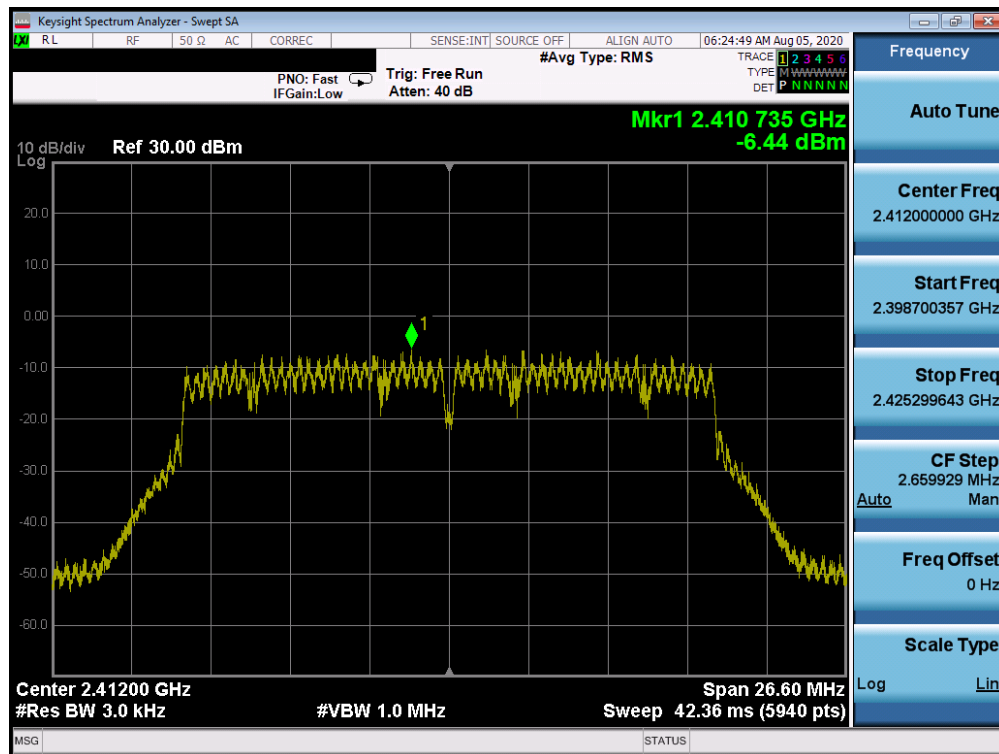 Keysight Spectrum Analyzer - Swept SA
LXI RL RF 50 Ω AC CORREC SENSE:INT SOURCE OFF ALIGN AUTO 06:24:49 AM Aug 05, 2020
#Avg Type: RMS
TRACE 1 2 3 4 5 6
PNO: Fast Trig: Free Run
TYPE M WWWWW
IFGain:Low Atten: 40 dB
DET P N N N N N
Mkr1 2.410 735 GHz
-6.44 dBm
10 dB/div Ref 30.00 dBm
Log
20.0
10.0
0.00
1
-10.0
-20.0
-30.0
-40.0
-50.0
-60.0
Center 2.41200 GHz Span 26.60 MHz
#Res BW 3.0 kHz #VBW 1.0 MHz Sweep 42.36 ms (5940 pts)
MSG STATUS
Frequency
Auto Tune
Center Freq
2.412000000 GHz
Start Freq
2.398700357 GHz
Stop Freq
2.425299643 GHz
CF Step
2.659929 MHz
Auto Man
Freq Offset
0 Hz
Scale Type
Log Lin